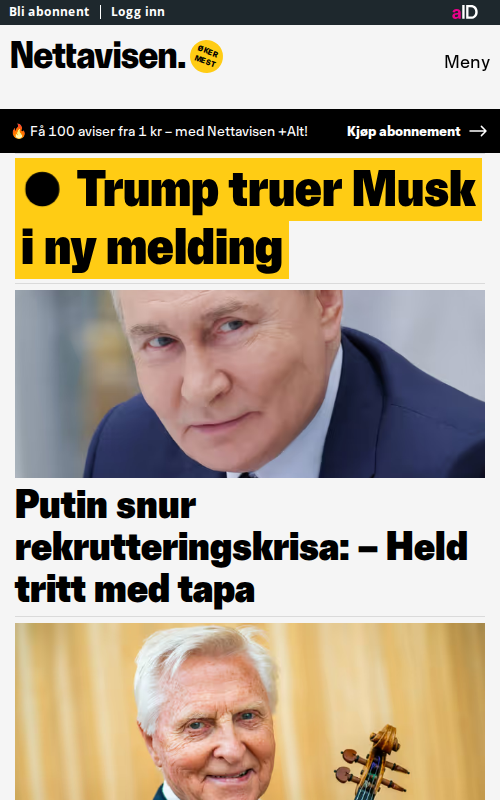 Bli abonnent | Logg inn
aID
Nettavisen.
ØKER
MEST
Meny
🔥 Få 100 aviser fra 1 kr – med Nettavisen +Alt!
Kjøp abonnement →
● Trump truer Musk
i ny melding
Putin snur
rekrutteringskrisa: – Held
tritt med tapa